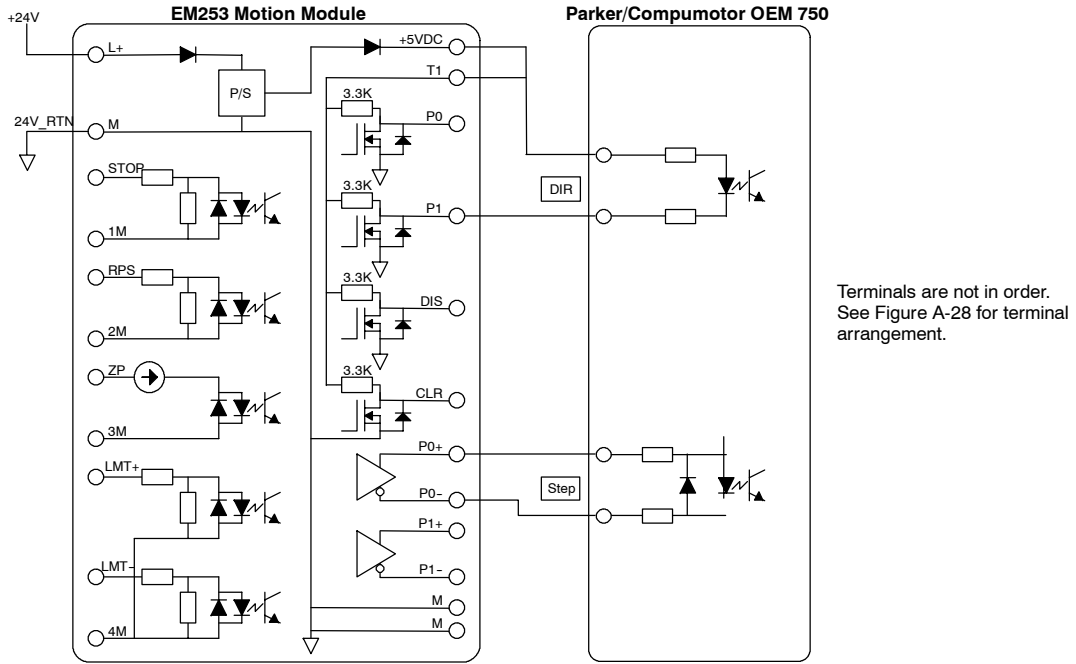 EM253 Motion Module
Parker/Compumotor OEM 750
+24V
L+
P/S
+5VDC
T1
3.3K
P0
24V_RTN
M
STOP
1M
3.3K
P1
DIR
RPS
2M
3.3K
DIS
Terminals are not in order.
See Figure A-28 for terminal
arrangement.
ZP
3M
3.3K
CLR
LMT+
P0+
P0−
Step
P1+
LMT−
P1−
M
4M
M